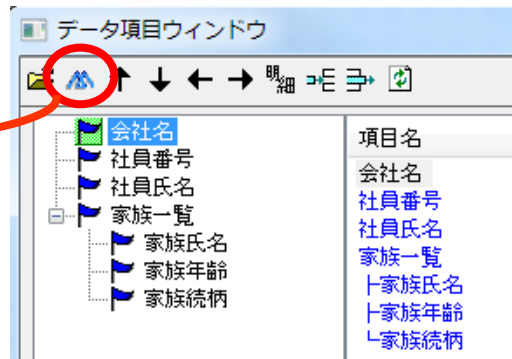 データ項目ウィンドウ
明細
会社名
社員番号
社員氏名
家族一覧
家族氏名
家族年齢
家族続柄
項目名
会社名
社員番号
社員氏名
家族一覧
├家族氏名
├家族年齢
└家族続柄